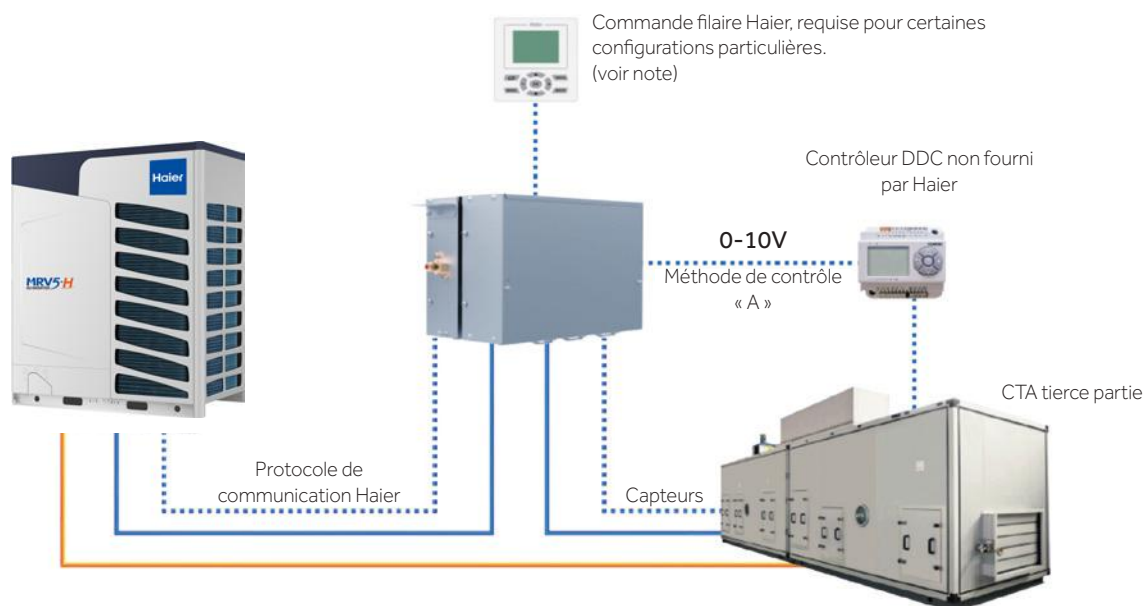 Commande filaire Haier, requise pour certaines
configurations particulières.
(voir note)
Haier
Contrôleur DDC non fourni
par Haier
0-10V
Méthode de contrôle
« A »
MRV5-H
CTA tierce partie
Protocole de
communication Haier
Capteurs